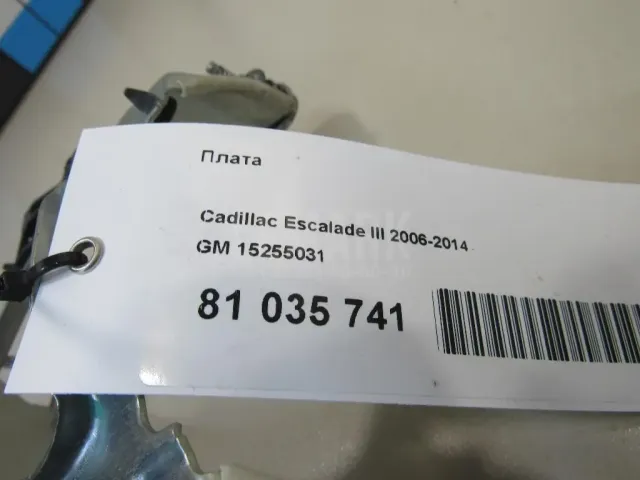 Плата
Cadillac Escalade III 2006-2014
GM 15255031
81 035 741